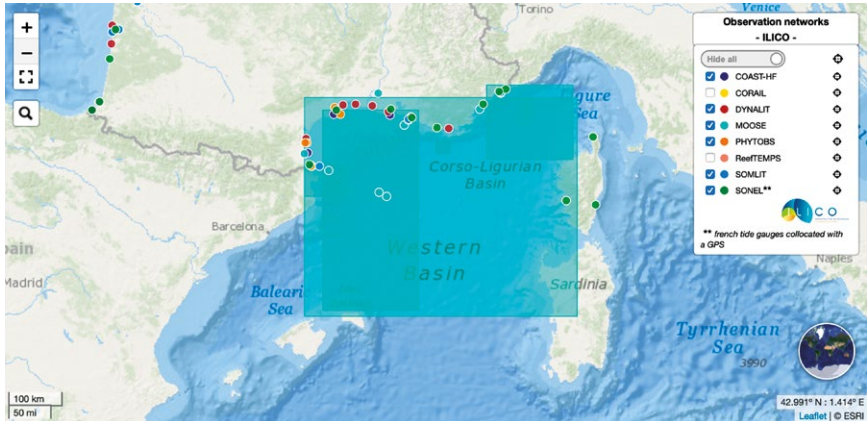 Torino
Venice
+
−
Observation networks
- ILICO -
Hide all
COAST-HF
CORAIL
DYNALIT
MOOSE
PHYTOBS
ReefTEMPS
SOMLIT
SONEL**
ILICO
** french tide gauges collocated with
a GPS
gure
Sea
Corso-Ligurian
Basin
Barcelona
Western
Basin
pain
Madrid
Balearic
Sea
Sardinia
Naples
Tyrrhenian
Sea
3990
100 km
50 mi
42.991° N : 1.414° E
Leaflet | © ESRI